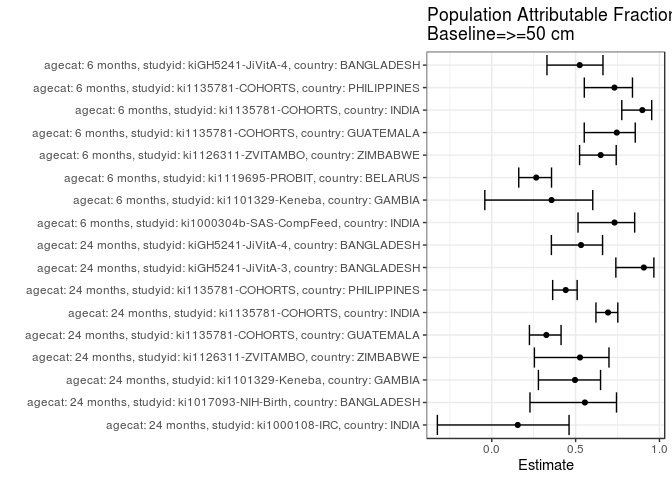 Population Attributable Fraction
Baseline=>=50 cm
agecat: 6 months, studyid: kiGH5241-JiVitA-4, country: BANGLADESH
agecat: 6 months, studyid: ki1135781-COHORTS, country: PHILIPPINES
agecat: 6 months, studyid: ki1135781-COHORTS, country: INDIA
agecat: 6 months, studyid: ki1135781-COHORTS, country: GUATEMALA
agecat: 6 months, studyid: ki1126311-ZVITAMBO, country: ZIMBABWE
agecat: 6 months, studyid: ki1119695-PROBIT, country: BELARUS
agecat: 6 months, studyid: ki1101329-Keneba, country: GAMBIA
agecat: 6 months, studyid: ki1000304b-SAS-CompFeed, country: INDIA
agecat: 24 months, studyid: kiGH5241-JiVitA-4, country: BANGLADESH
agecat: 24 months, studyid: kiGH5241-JiVitA-3, country: BANGLADESH
agecat: 24 months, studyid: ki1135781-COHORTS, country: PHILIPPINES
agecat: 24 months, studyid: ki1135781-COHORTS, country: INDIA
agecat: 24 months, studyid: ki1135781-COHORTS, country: GUATEMALA
agecat: 24 months, studyid: ki1126311-ZVITAMBO, country: ZIMBABWE
agecat: 24 months, studyid: ki1101329-Keneba, country: GAMBIA
agecat: 24 months, studyid: ki1017093-NIH-Birth, country: BANGLADESH
agecat: 24 months, studyid: ki1000108-IRC, country: INDIA
0.0 0.5 1.0
Estimate